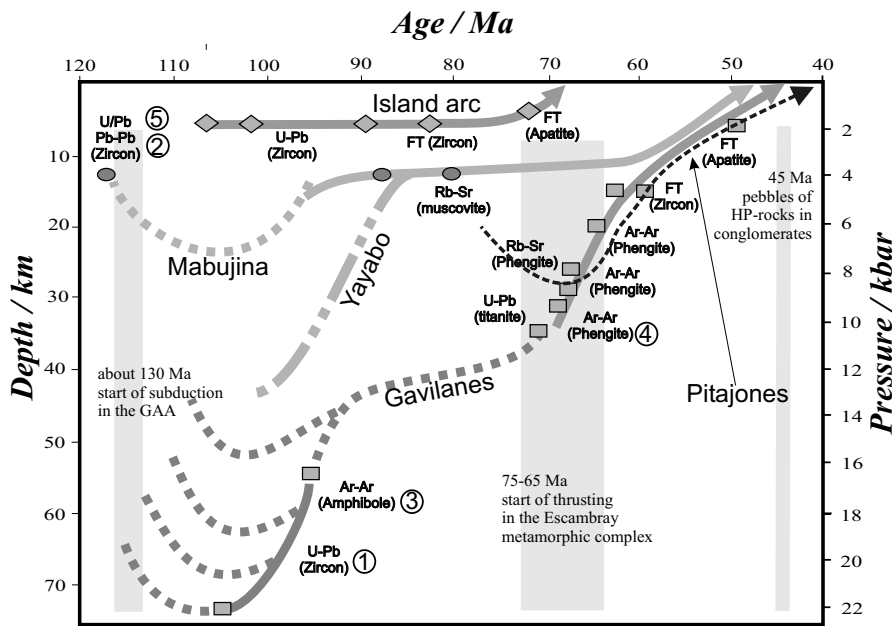 Age / Ma
120 110 100 90 80 70 60 50 40
Depth / km
10
20
30
40
50
60
70
Pressure / kbar
2
4
6
8
10
12
14
16
18
20
22
U/Pb ⑤
Pb-Pb
(Zircon) ②
Island arc
U-Pb
(Zircon)
FT (Zircon)
FT
(Apatite)
Mabujina
Rb-Sr
(muscovite)
Yayabo
Rb-Sr
(Phengite)
U-Pb
(titanite)
FT
(Apatite)
FT
(Zircon)
Ar-Ar
(Phengite)
Ar-Ar
(Phengite)
Ar-Ar
(Phengite) ④
45 Ma
pebbles of
HP-rocks in
conglomerates
Pitajones
Gavilanes
about 130 Ma
start of subduction
in the GAA
Ar-Ar
(Amphibole) ③
U-Pb
(Zircon) ①
75-65 Ma
start of thrusting
in the Escambray
metamorphic complex